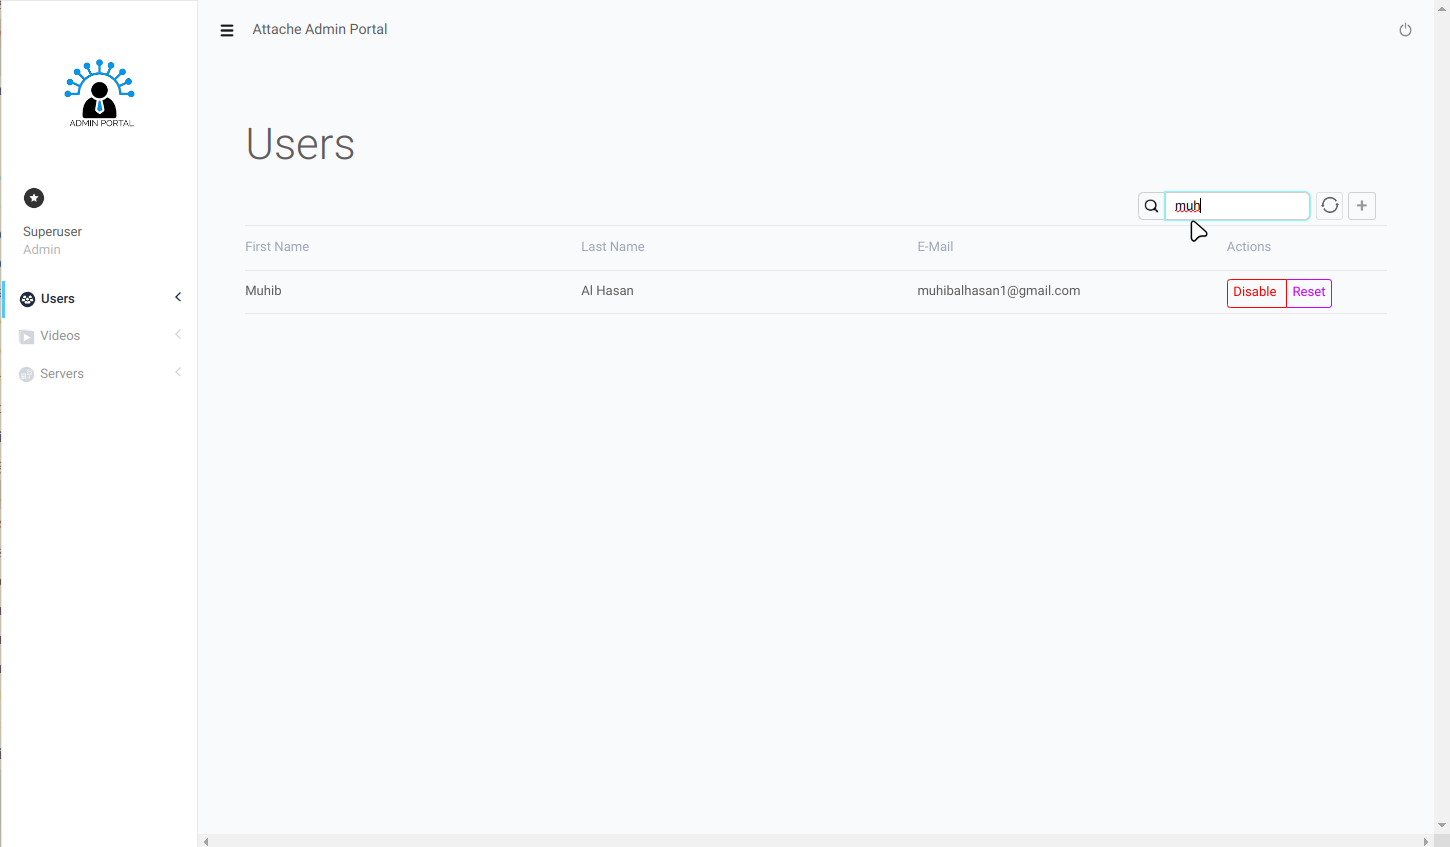 Attache Admin Portal
ADMIN PORTAL
Users
muh
Superuser
Admin
Users
Videos
Servers
First Name Last Name E-Mail Actions
Muhib Al Hasan muhibalhasan1@gmail.com Disable Reset